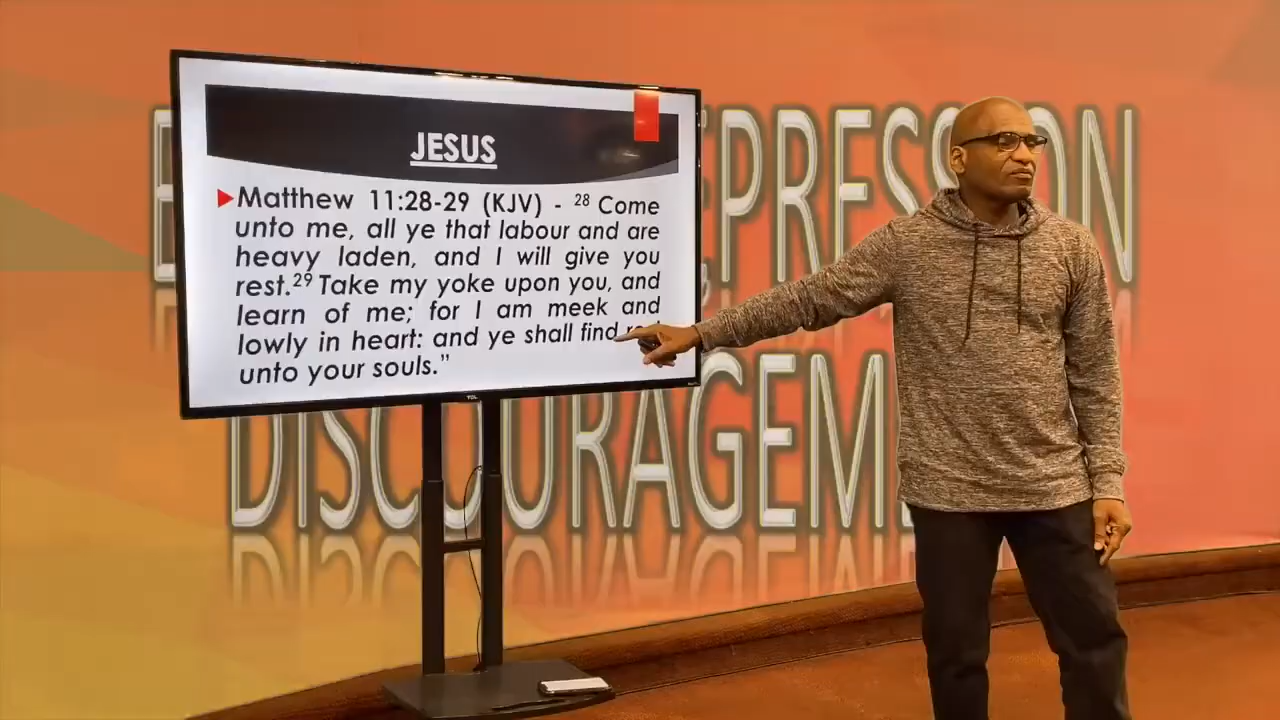 JESUS
Matthew 11:28-29 (KJV) - 28 Come
unto me, all ye that labour and are
heavy laden, and I will give you
rest.29 Take my yoke upon you, and
learn of me; for I am meek and
lowly in heart: and ye shall find
unto your souls."
TCL